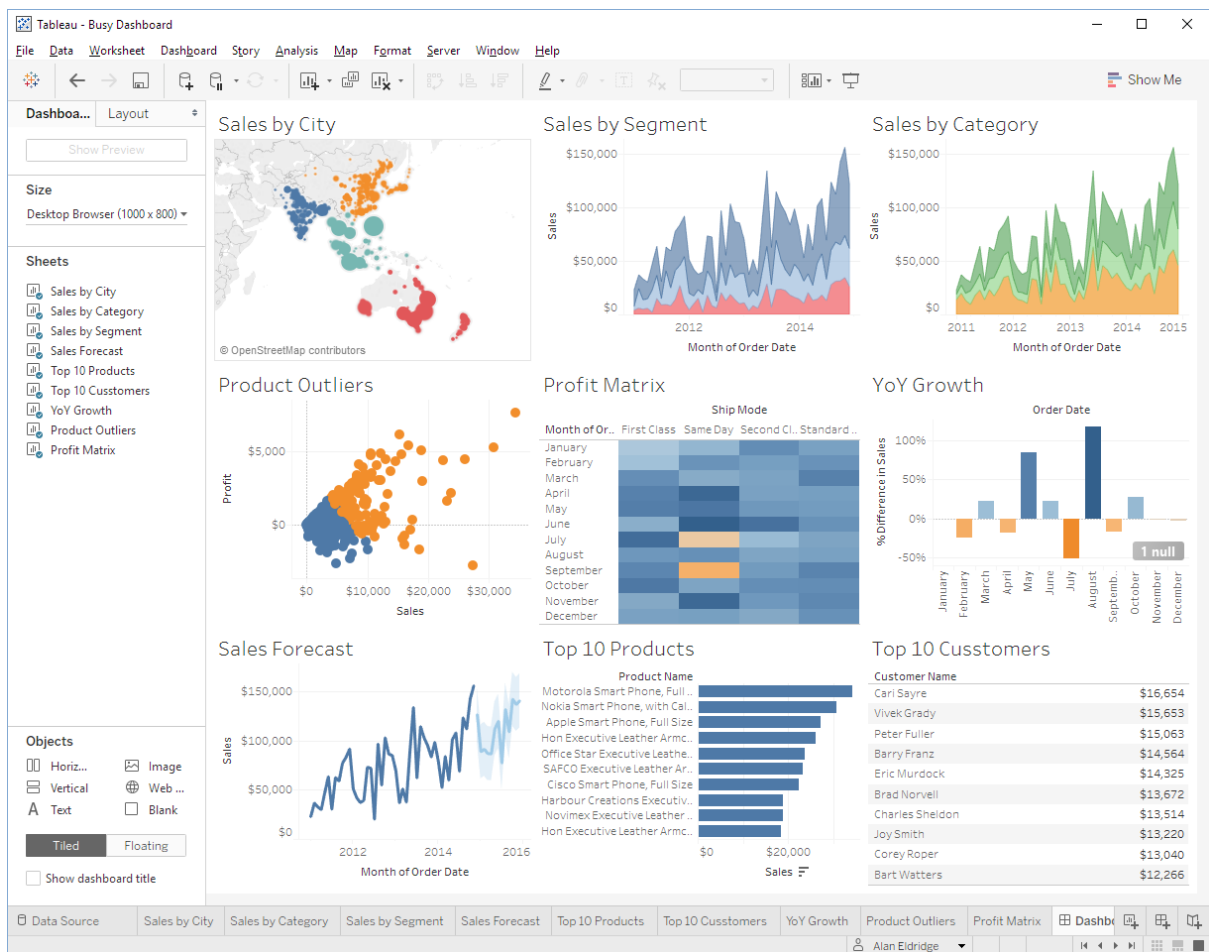 Tableau - Busy Dashboard
File Data Worksheet Dashboard Story Analysis Map Format Server Window Help
Show Me
Dashboa... Layout
Show Preview
Size
Desktop Browser (1000 x 800)
Sheets
Sales by City
Sales by Category
Sales by Segment
Sales Forecast
Top 10 Products
Top 10 Cusstomers
YoY Growth
Product Outliers
Profit Matrix
Objects
Horiz... Image
Vertical Web ...
A Text Blank
Tiled Floating
Show dashboard title
Sales by City
© OpenStreetMap contributors
Sales by Segment
$150,000
$100,000
$50,000
$0
Sales
2012 2014
Month of Order Date
Sales by Category
$150,000
$100,000
$50,000
$0
Sales
2011 2012 2013 2014 2015
Month of Order Date
Product Outliers
$5,000
$0
Profit
$0 $10,000 $30,000
Sales
Profit Matrix
Ship Mode
Month of Or.. First Class Same Day Second Cl.. Standard ..
January
February
March
April
May
June
July
August
September
October
November
December
YoY Growth
Order Date
100%
50%
0%
-50%
% Difference in Sales
1 null
January
February
March
April
May
June
July
August
Septemb..
October
November
December
Sales Forecast
$150,000
$100,000
$50,000
$0
Sales
2012 2014 2016
Month of Order Date
Top 10 Products
Product Name
Motorola Smart Phone, Full ..
Nokia Smart Phone, with Cal..
Apple Smart Phone, Full Size
Hon Executive Leather Armc..
Office Star Executive Leathe..
SAFCO Executive Leather Ar..
Cisco Smart Phone, Full Size
Harbour Creations Executiv..
Novimex Executive Leather ..
Hon Executive Leather Armc..
$0 $20,000
Sales
Top 10 Cusstomers
Customer Name
Cari Sayre $16,654
Vivek Grady $15,653
Peter Fuller $15,063
Barry Franz $14,564
Eric Murdock $14,325
Brad Norvell $13,672
Charles Sheldon $13,514
Joy Smith $13,220
Corey Roper $13,040
Bart Watters $12,266
Data Source Sales by City Sales by Category Sales by Segment Sales Forecast Top 10 Products Top 10 Cusstomers YoY Growth Product Outliers Profit Matrix Dashb
Alan Eldridge